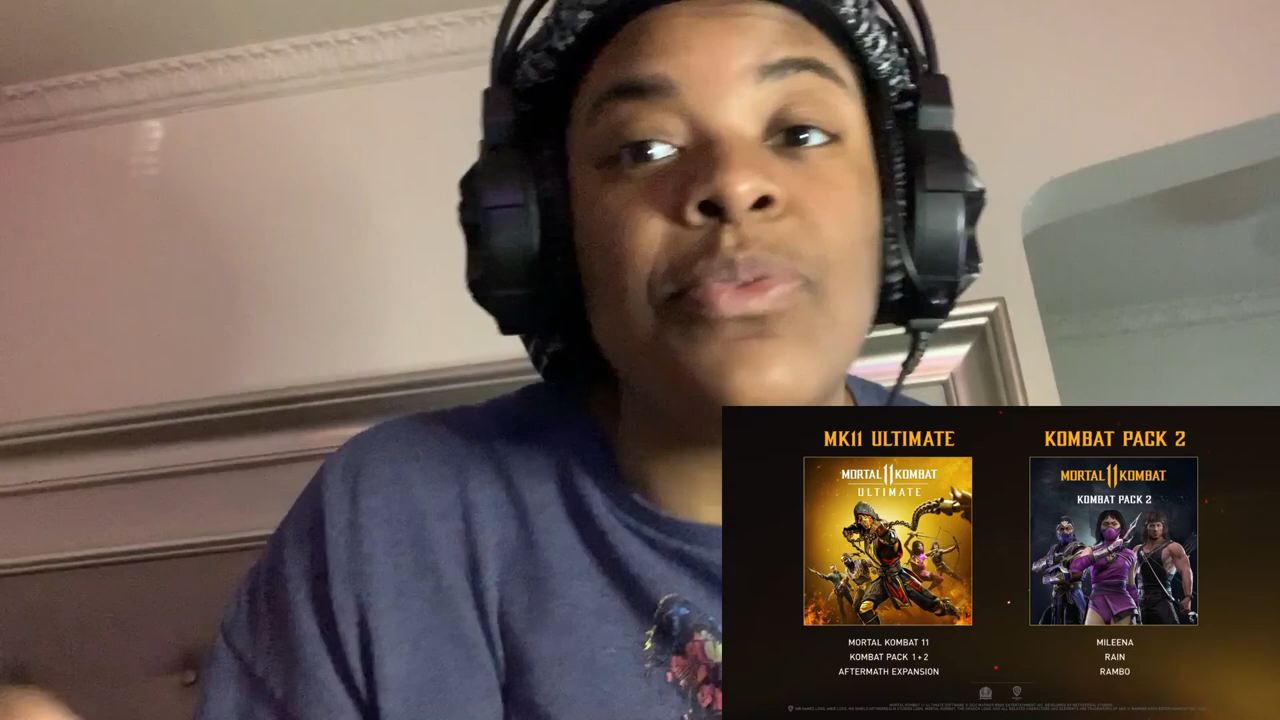 MK11 ULTIMATE
MORTAL KOMBAT 11
ULTIMATE
MORTAL KOMBAT 11
KOMBAT PACK 1+2
AFTERMATH EXPANSION
KOMBAT PACK 2
MORTAL KOMBAT 11
KOMBAT PACK 2
MILEENA
RAIN
RAMBO